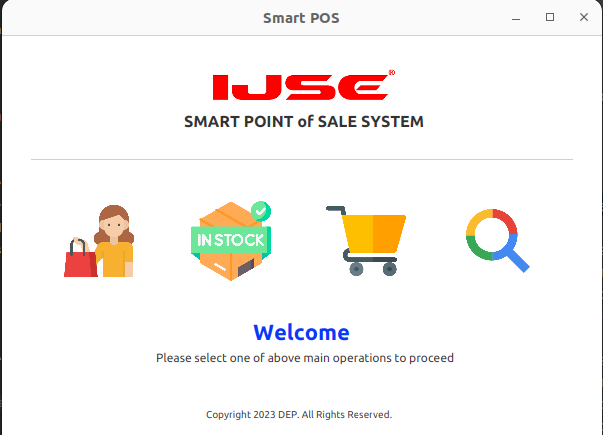 Smart POS
IJSE®
SMART POINT of SALE SYSTEM
IN STOCK
Welcome
Please select one of above main operations to proceed
Copyright 2023 DEP. All Rights Reserved.